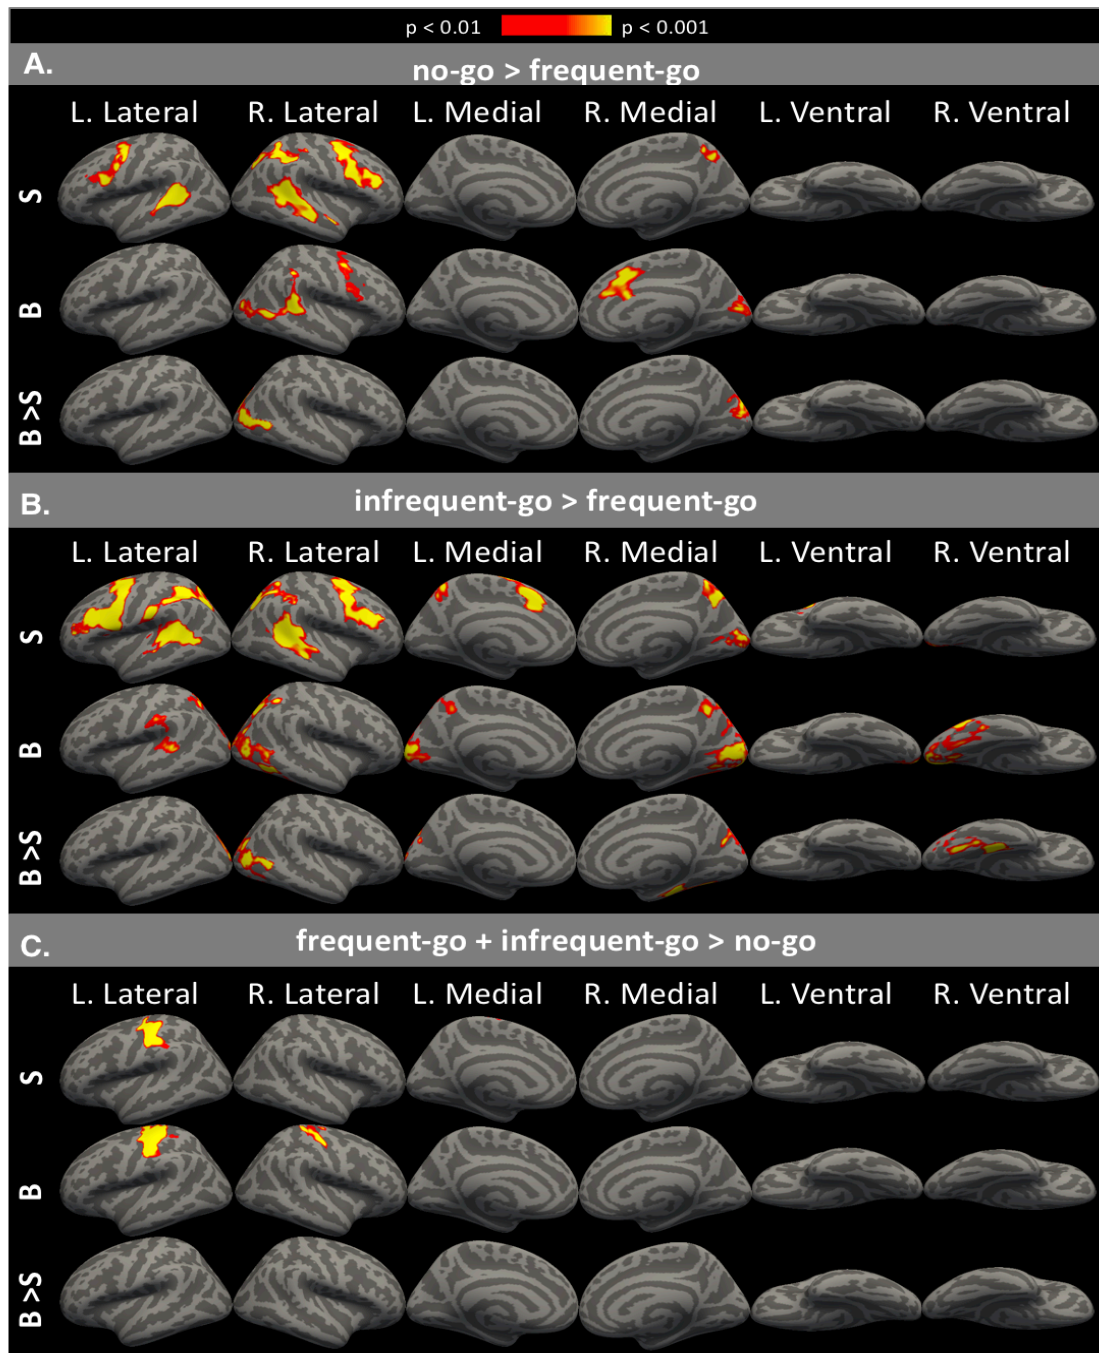 p < 0.01 p < 0.001
A. no-go > frequent-go
L. Lateral R. Lateral L. Medial R. Medial L. Ventral R. Ventral
S
B
B >S
B. infrequent-go > frequent-go
L. Lateral R. Lateral L. Medial R. Medial L. Ventral R. Ventral
S
B
B >S
C. frequent-go + infrequent-go > no-go
L. Lateral R. Lateral L. Medial R. Medial L. Ventral R. Ventral
S
B
B >S